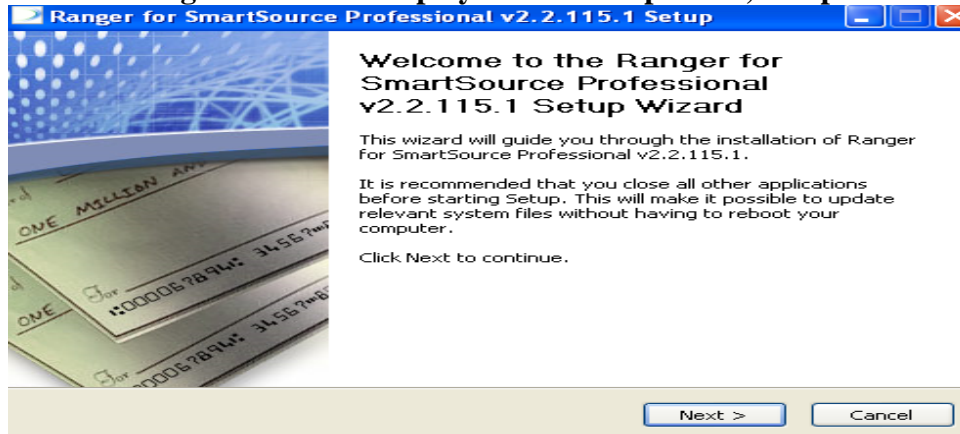 Ranger for SmartSource Professional v2.2.115.1 Setup
Welcome to the Ranger for
SmartSource Professional
v2.2.115.1 Setup Wizard
This wizard will guide you through the installation of Ranger
for SmartSource Professional v2.2.115.1.
It is recommended that you close all other applications
before starting Setup. This will make it possible to update
relevant system files without having to reboot your
computer.
Click Next to continue.
ONE MILLION AND
For
ONE
For
Next >
Cancel